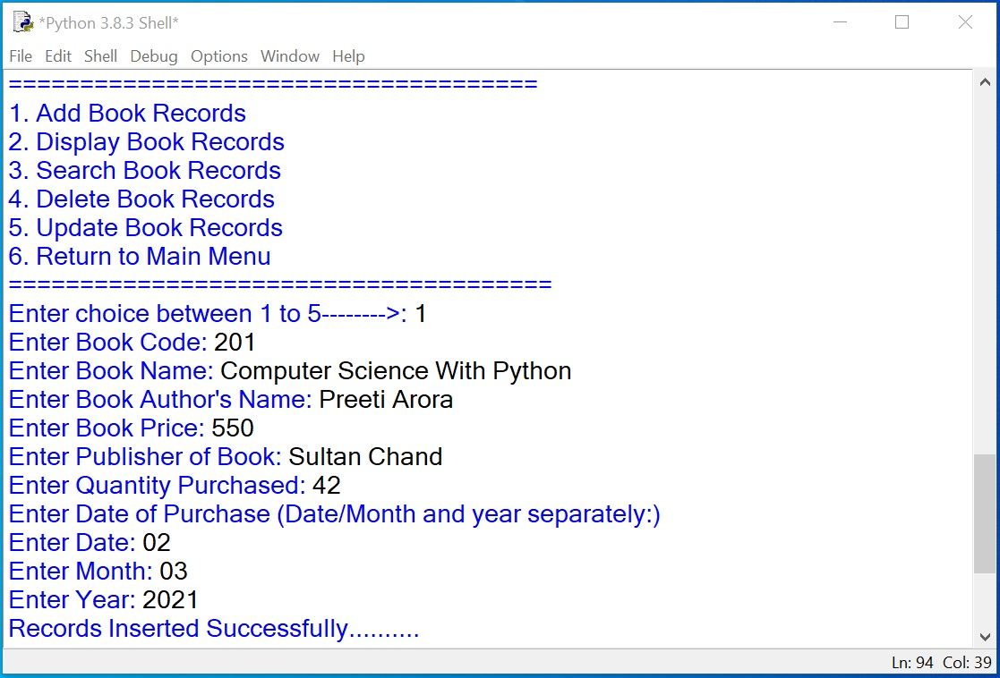 *Python 3.8.3 Shell*
File Edit Shell Debug Options Window Help
=====================================
1. Add Book Records
2. Display Book Records
3. Search Book Records
4. Delete Book Records
5. Update Book Records
6. Return to Main Menu
======================================
Enter choice between 1 to 5-------->: 1
Enter Book Code: 201
Enter Book Name: Computer Science With Python
Enter Book Author's Name: Preeti Arora
Enter Book Price: 550
Enter Publisher of Book: Sultan Chand
Enter Quantity Purchased: 42
Enter Date of Purchase (Date/Month and year separately:)
Enter Date: 02
Enter Month: 03
Enter Year: 2021
Records Inserted Successfully..........
Ln: 94 Col: 39